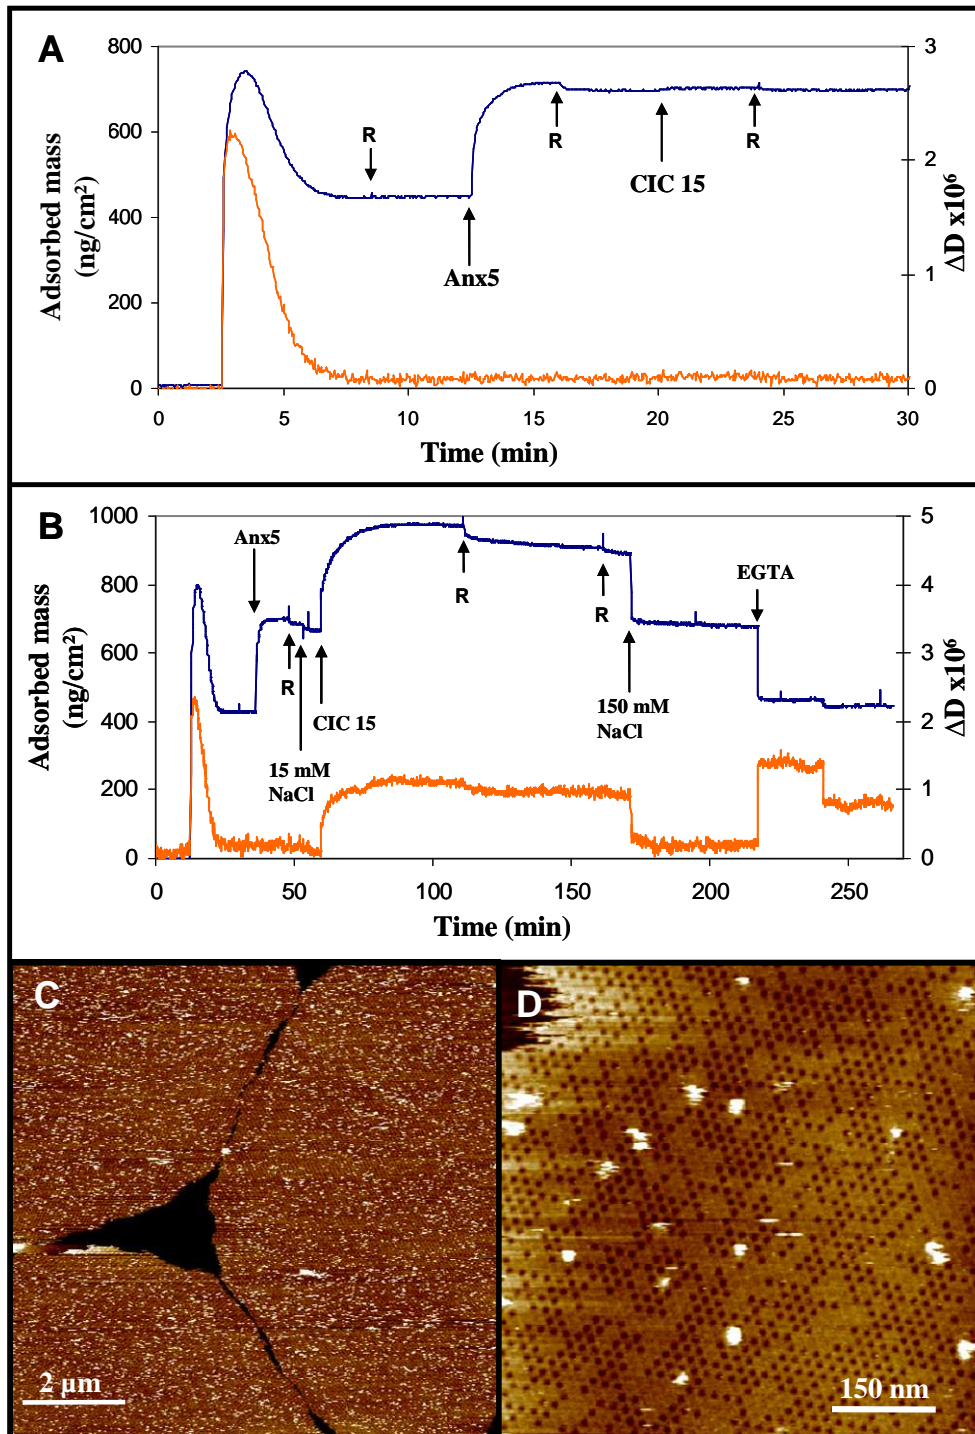 A
800
600
400
200
0
Adsorbed mass
(ng/cm²)
3
2
1
0
ΔD x10⁶
R
Anx5
R
CIC 15
R
0 5 10 15 20 25 30
Time (min)
B
1000
800
600
400
200
0
Adsorbed mass
(ng/cm²)
5
4
3
2
1
0
ΔD x10⁶
Anx5
R
15 mM
NaCl
CIC 15
R
R
150 mM
NaCl
EGTA
0 50 100 150 200 250
Time (min)
C
2 µm
D
150 nm